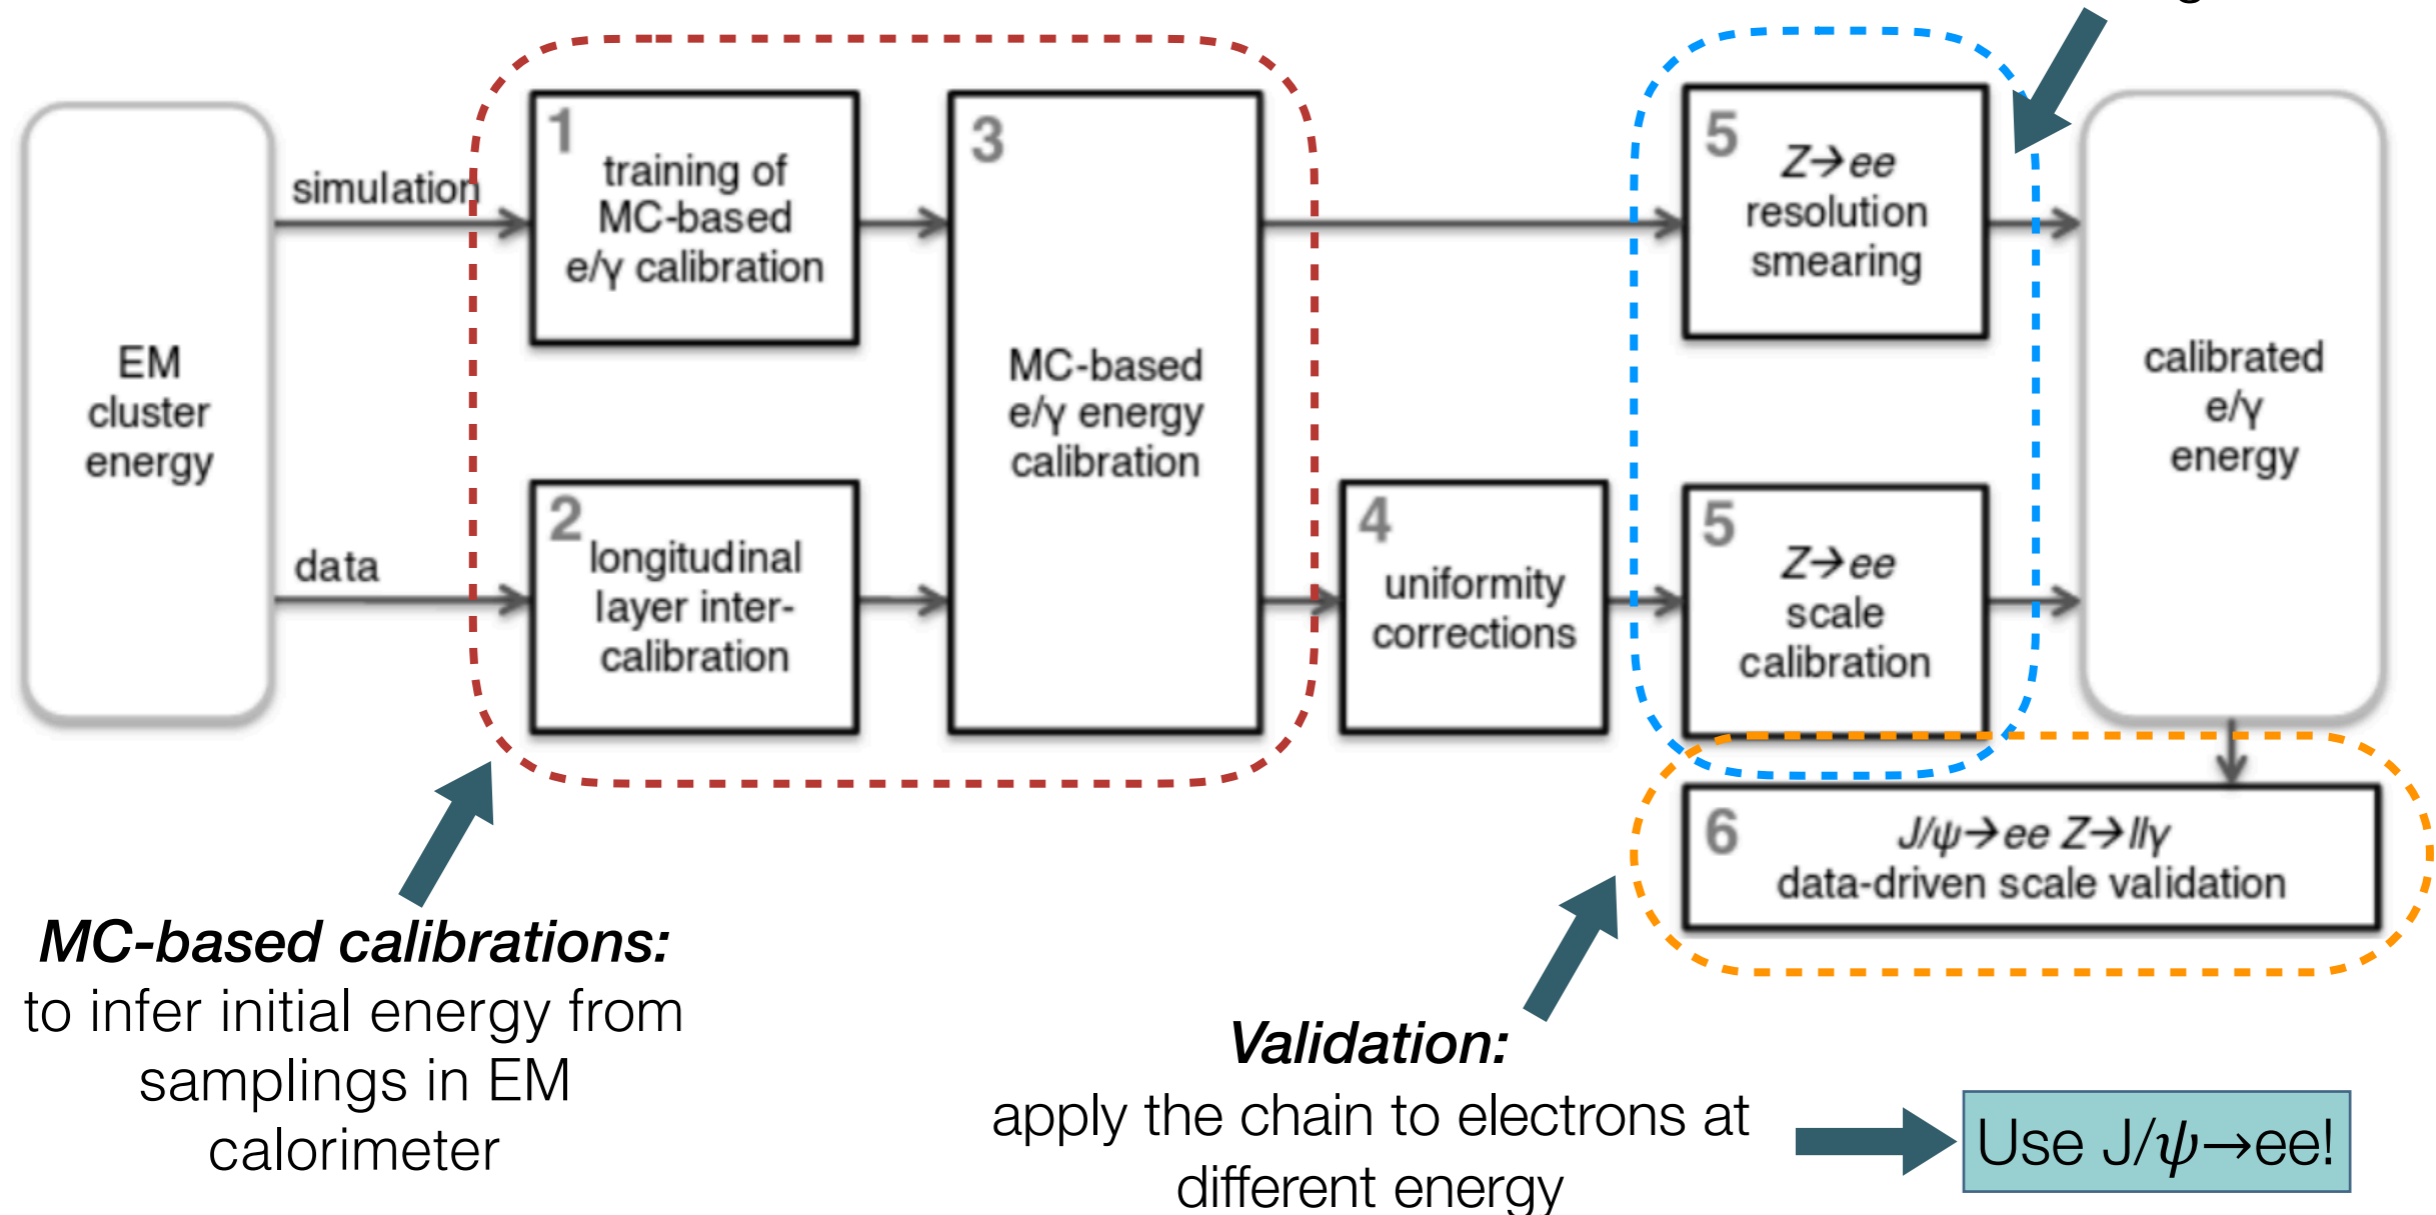 EM
cluster
energy
simulation
data
1
training of
MC-based
e/γ calibration
2
longitudinal
layer inter-
calibration
3
MC-based
e/γ energy
calibration
4
uniformity
corrections
5
Z→ee
resolution
smearing
5
Z→ee
scale
calibration
calibrated
e/γ
energy
6
J/ψ→ee Z→llγ
data-driven scale validation
MC-based calibrations:
to infer initial energy from
samplings in EM
calorimeter
Validation:
apply the chain to electrons at
different energy
Use J/ψ→ee!